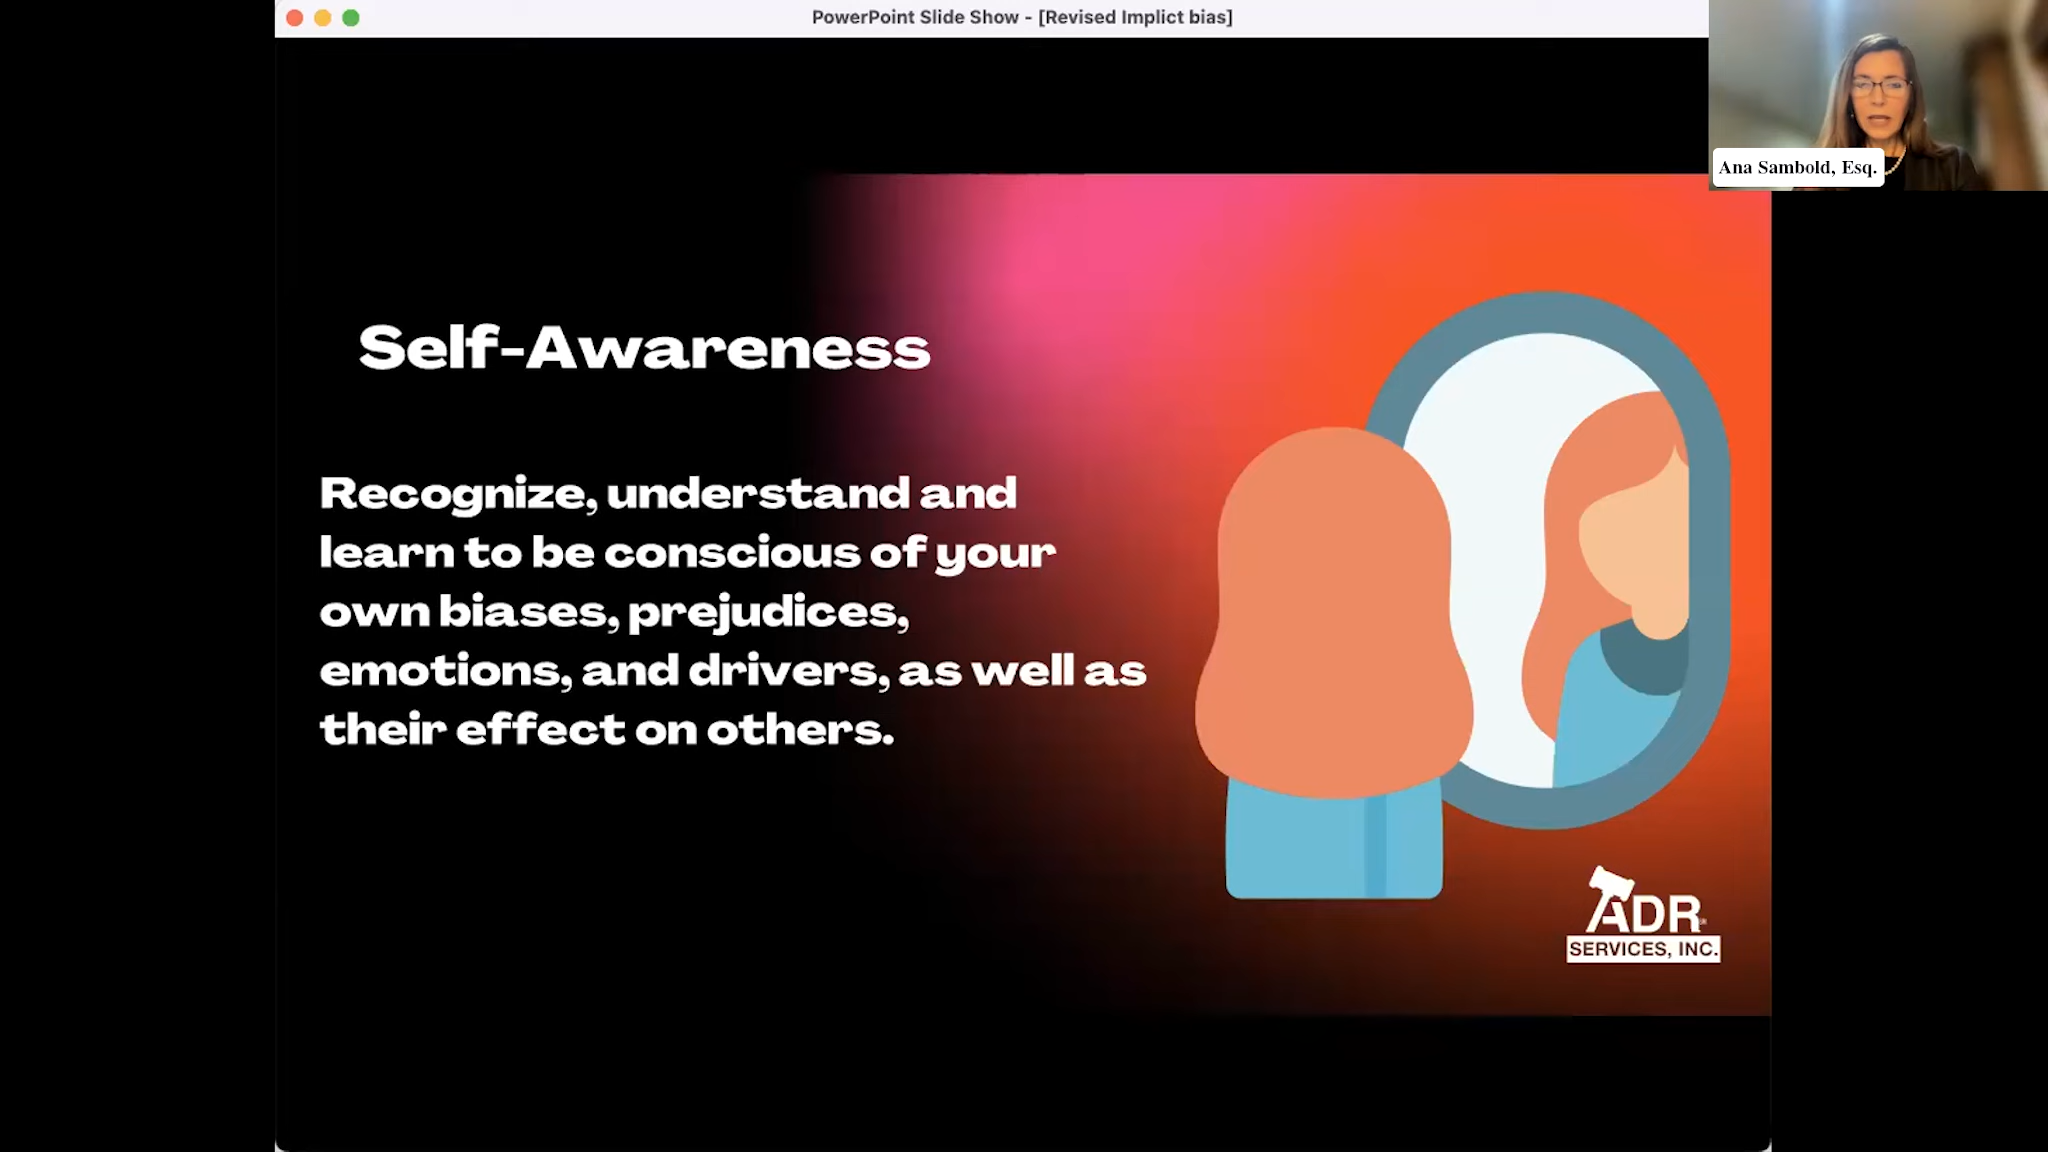 PowerPoint Slide Show - [Revised Implict bias]
Ana Sambold, Esq.
Self-Awareness
Recognize, understand and
learn to be conscious of your
own biases, prejudices,
emotions, and drivers, as well as
their effect on others.
ADR
SERVICES, INC.